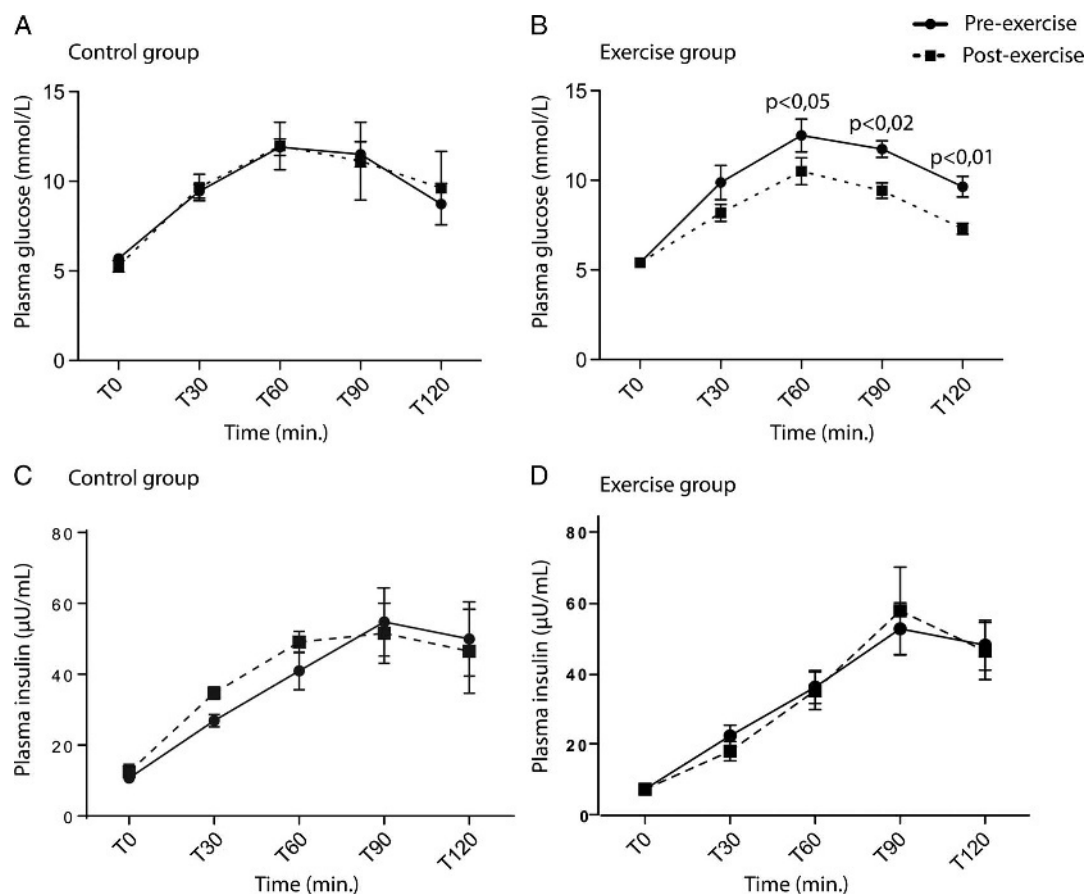 A
Control group
Plasma glucose (mmol/L)
15
10
5
0
T0
T30
T60
T90
T120
Time (min.)
B
Exercise group
Pre-exercise
Post-exercise
Plasma glucose (mmol/L)
15
10
5
0
p<0,05
p<0,02
p<0,01
T0
T30
T60
T90
T120
Time (min.)
C
Control group
Plasma insulin (µU/mL)
80
60
40
20
0
T0
T30
T60
T90
T120
Time (min.)
D
Exercise group
Plasma insulin (µU/mL)
80
60
40
20
0
T0
T30
T60
T90
T120
Time (min.)